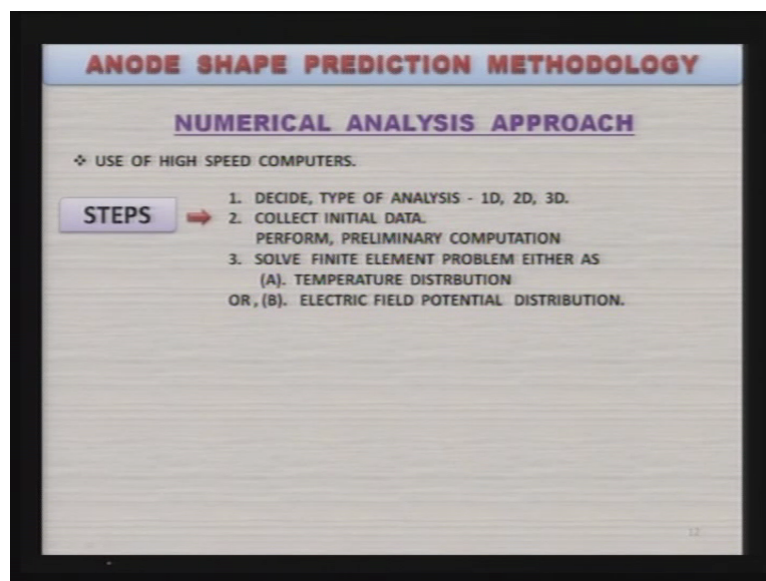 ANODE SHAPE PREDICTION METHODOLOGY
NUMERICAL ANALYSIS APPROACH
❖ USE OF HIGH SPEED COMPUTERS.
STEPS
1. DECIDE, TYPE OF ANALYSIS - 1D, 2D, 3D.
2. COLLECT INITIAL DATA.
PERFORM, PRELIMINARY COMPUTATION
3. SOLVE FINITE ELEMENT PROBLEM EITHER AS
(A). TEMPERATURE DISTRBUTION
OR, (B). ELECTRIC FIELD POTENTIAL DISTRIBUTION.
12